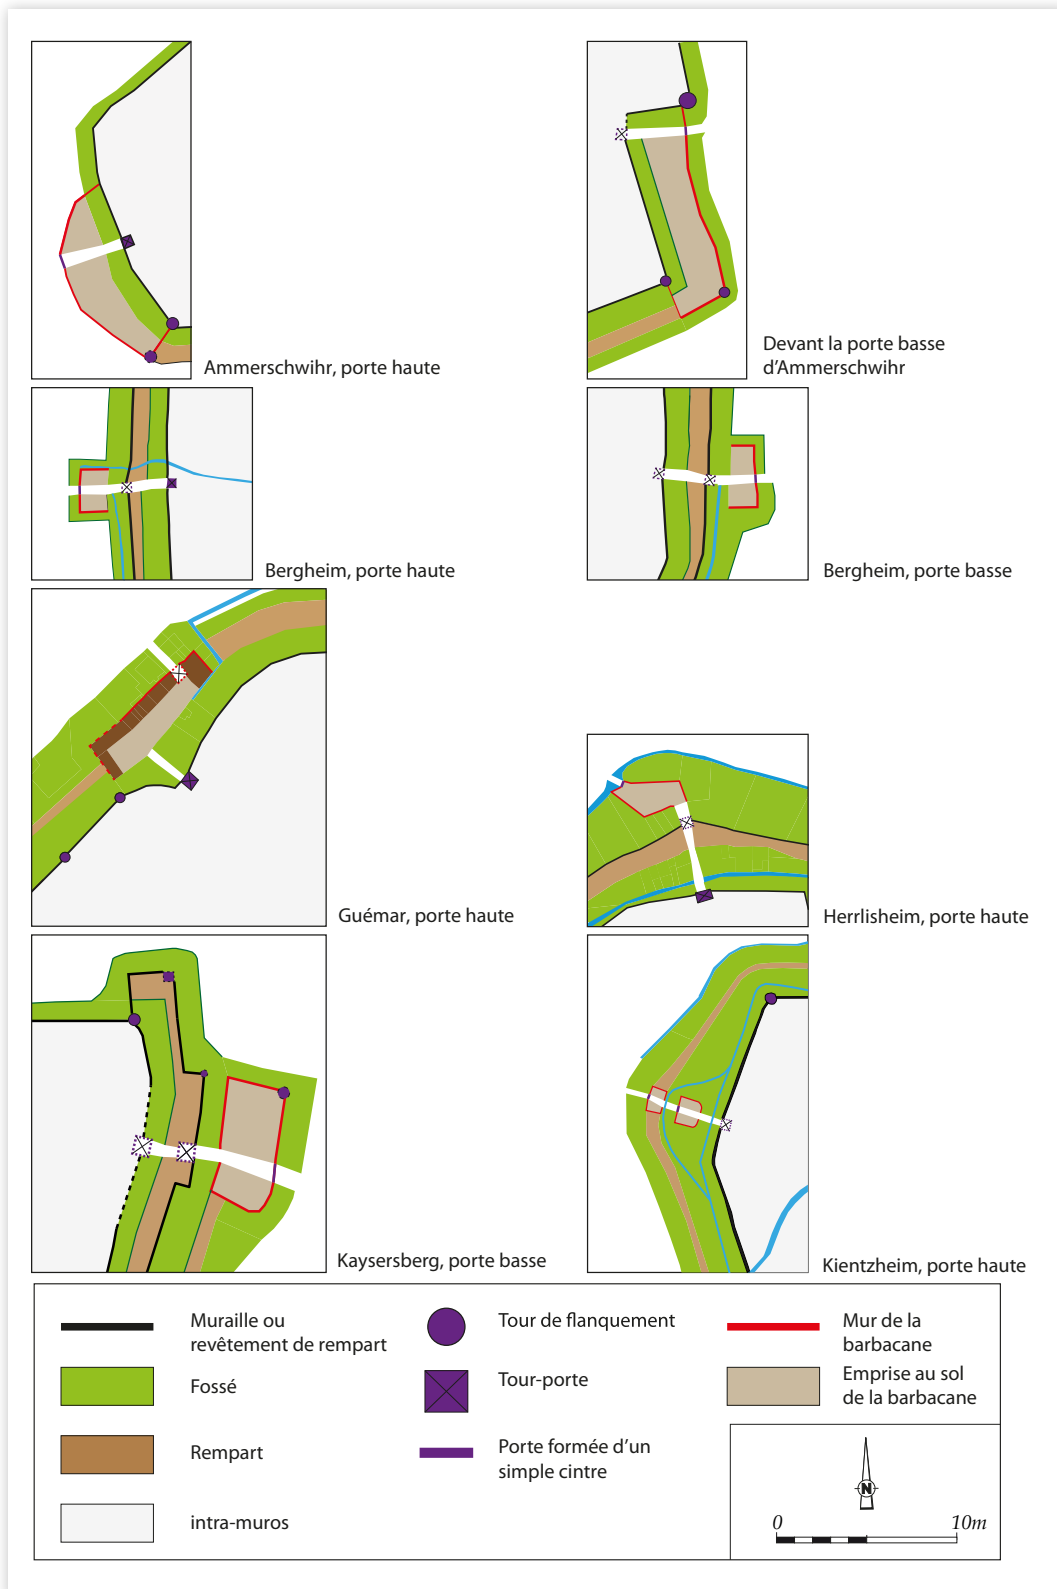 Ammerschwihr, porte haute
Devant la porte basse
d’Ammerschwihr
Bergheim, porte haute
Bergheim, porte basse
Guémar, porte haute
Herrlisheim, porte haute
Kaysersberg, porte basse
Kientzheim, porte haute
Muraille ou
revêtement de rempart
Fossé
Rempart
intra-muros
Tour de flanquement
Tour-porte
Porte formée d’un
simple cintre
Mur de la
barbacane
Emprise au sol
de la barbacane
N
0 10m